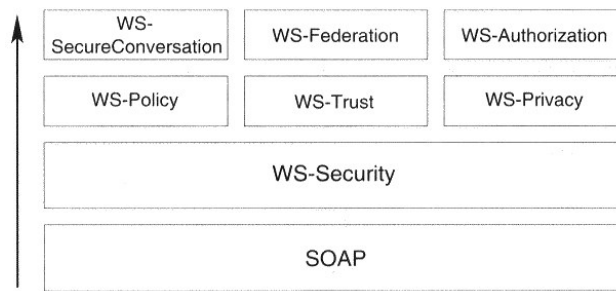 WS-
SecureConversation
WS-Federation
WS-Authorization
WS-Policy
WS-Trust
WS-Privacy
WS-Security
SOAP